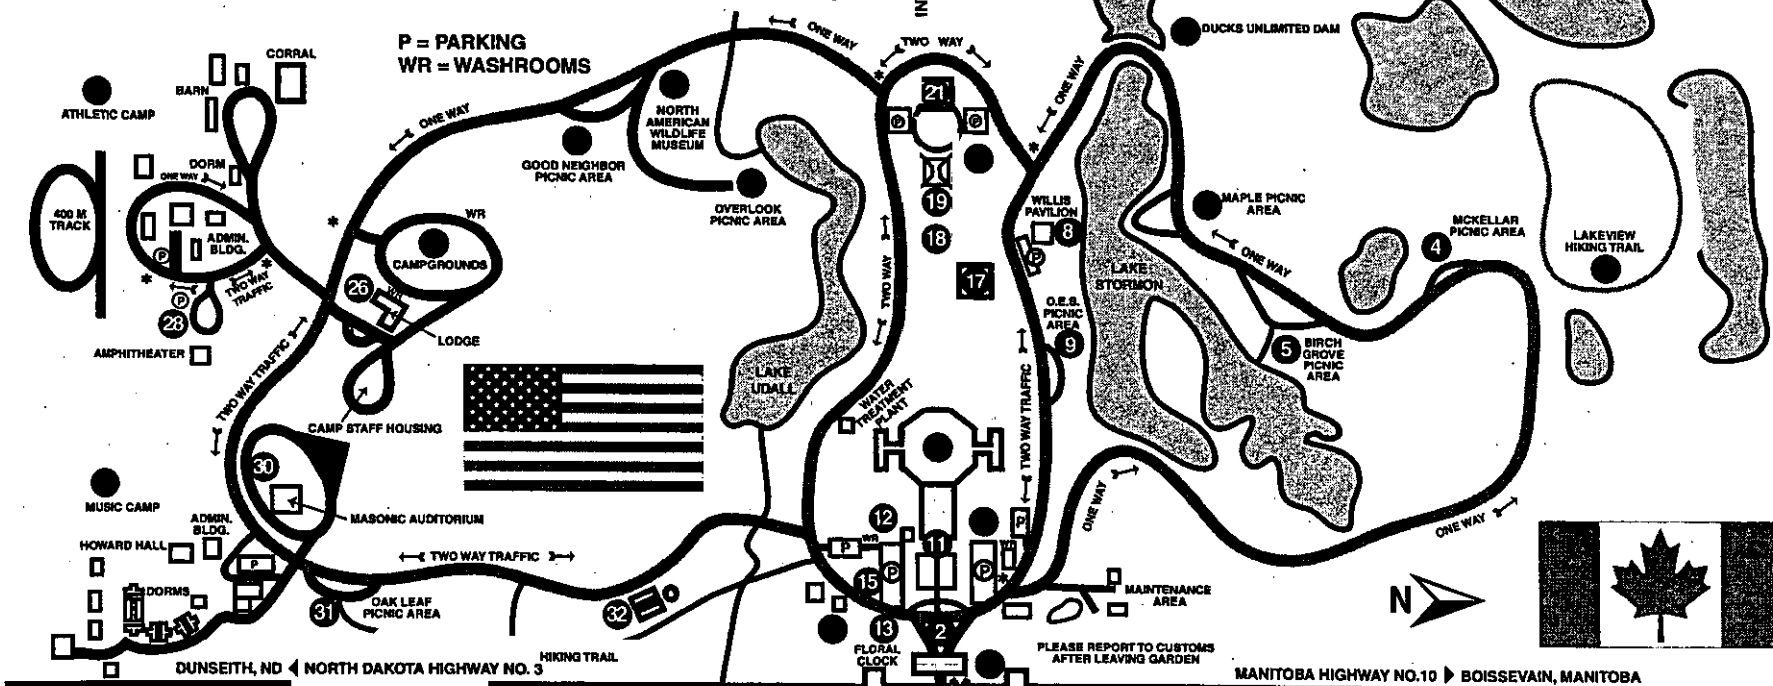 IN
DUCKS UNLIMITED DAM
ONE WAY
TWO WAY
P = PARKING
WR = WASHROOMS
CORRAL
BARN
ATHLETIC CAMP
ONE WAY
ONE WAY
21
P
P
NORTH
AMERICAN
WILDLIFE
MUSEUM
GOOD NEIGHBOR
PICNIC AREA
DORM
ONE WAY
OVERLOOK
PICNIC AREA
400 M
TRACK
WR
ADMIN.
BLDG.
P
CAMPGROUNDS
19
18
17
WILLIS
PAVILION
8
P
MAPLE PICNIC
AREA
MCKELLAR
PICNIC AREA
4
LAKEVIEW
HIKING TRAIL
ONE WAY
LAKE
STORMON
TWO WAY
TRAFFIC
TWO WAY
26
WR
P
28
LODGE
AMPHITHEATER
O.E.S.
PICNIC
AREA
9
5
BIRCH
GROVE
PICNIC
AREA
TWO WAY TRAFFIC
LAKE
UDALL
WATER
TREATMENT
PLANT
CAMP STAFF HOUSING
TWO WAY TRAFFIC
30
MUSIC CAMP
MASONIC AUDITORIUM
ADMIN.
BLDG.
HOWARD HALL
P
TWO WAY TRAFFIC
12
P
WR
P
P
P
WR
ONE WAY
ONE WAY
15
DORMS
31
OAK LEAF
PICNIC AREA
32
13
FLORAL
CLOCK
2
MAINTENANCE
AREA
N
PLEASE REPORT TO CUSTOMS
AFTER LEAVING GARDEN
HIKING TRAIL
DUNSEITH, ND ◀ NORTH DAKOTA HIGHWAY NO. 3
MANITOBA HIGHWAY NO.10 ▶ BOISSEVAIN, MANITOBA